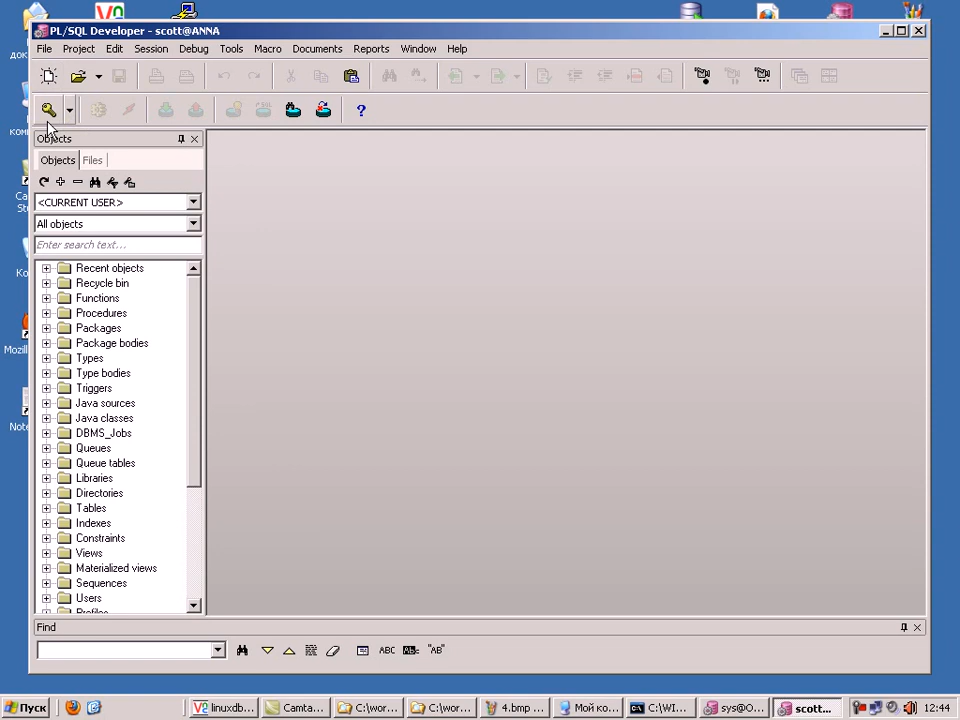 PL/SQL Developer - scott@ANNA
File Project Edit Session Debug Tools Macro Documents Reports Window Help
Objects
Objects Files
<CURRENT USER>
All objects
Enter search text...
Recent objects
Recycle bin
Functions
Procedures
Packages
Package bodies
Types
Type bodies
Triggers
Java sources
Java classes
DBMS_Jobs
Queues
Queue tables
Libraries
Directories
Tables
Indexes
Constraints
Views
Materialized views
Sequences
Users
Profiles
Find
ABC "AB"
Пуск linuxdb... Camta... C:\wor... C:\wor... 4.bmp ... Мой ко... C:\WI... sys@O... scott... 12:44